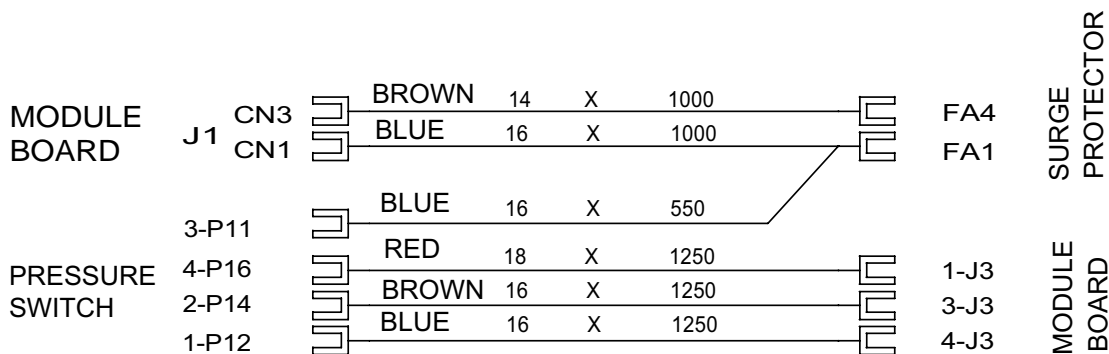 MODULE
BOARD
J1
CN3 BROWN 14 X 1000 FA4
CN1 BLUE 16 X 1000 FA1
SURGE
PROTECTOR
3-P11 BLUE 16 X 550
PRESSURE
SWITCH
4-P16 RED 18 X 1250 1-J3
2-P14 BROWN 16 X 1250 3-J3
1-P12 BLUE 16 X 1250 4-J3
MODULE
BOARD